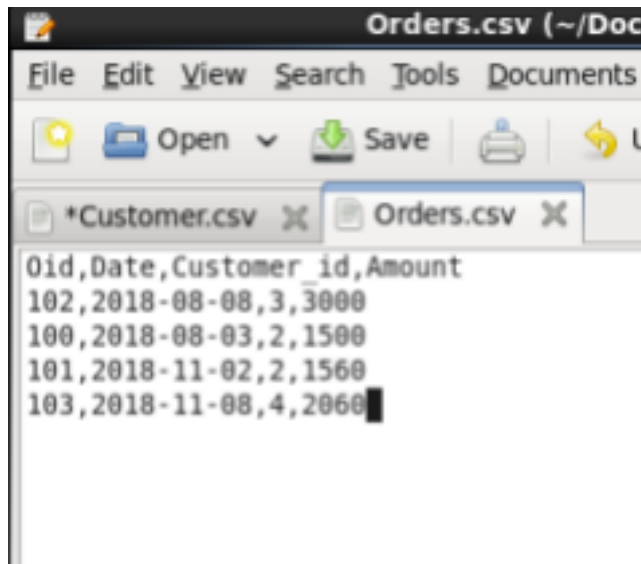 Orders.csv (~/Doc
File Edit View Search Tools Documents
Open Save U
*Customer.csv Orders.csv
Oid,Date,Customer_id,Amount
102,2018-08-08,3,3000
100,2018-08-03,2,1500
101,2018-11-02,2,1560
103,2018-11-08,4,2060